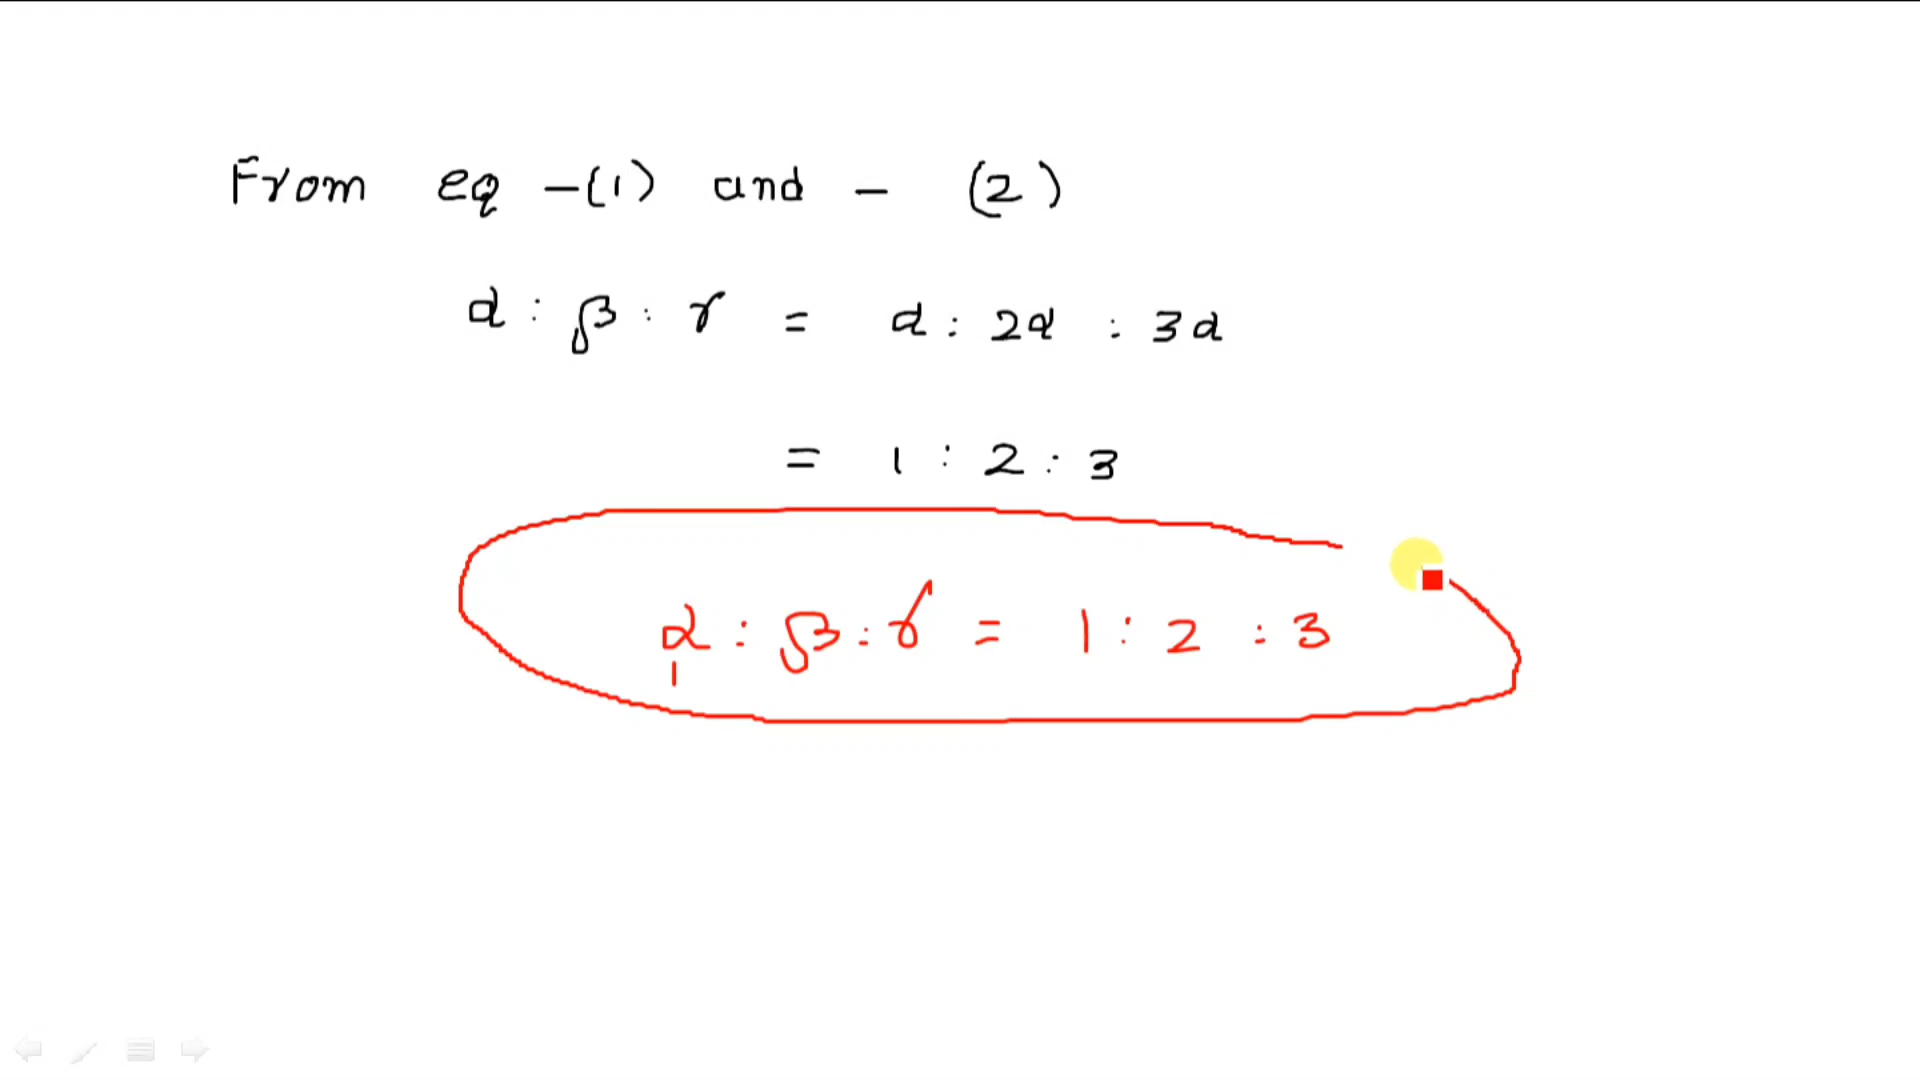 From eq -(1) and - (2)
α : β : γ = α : 2α : 3α
= 1 : 2 : 3
α : β : γ = 1 : 2 : 3